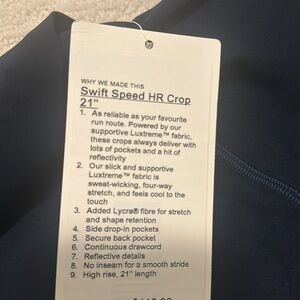 WHY WE MADE THIS
Swift Speed HR Crop
21"
1. As reliable as your favourite
run route. Powered by our
supportive Luxtreme™ fabric,
these crops always deliver with
lots of pockets and a hit of
reflectivity
2. Our slick and supportive
Luxtreme™ fabric is
sweat-wicking, four-way
stretch, and feels cool to the
touch
3. Added Lycra® fibre for stretch
and shape retention
4. Side drop-in pockets
5. Secure back pocket
6. Continuous drawcord
7. Reflective details
8. No inseam for a smooth stride
9. High rise, 21" length